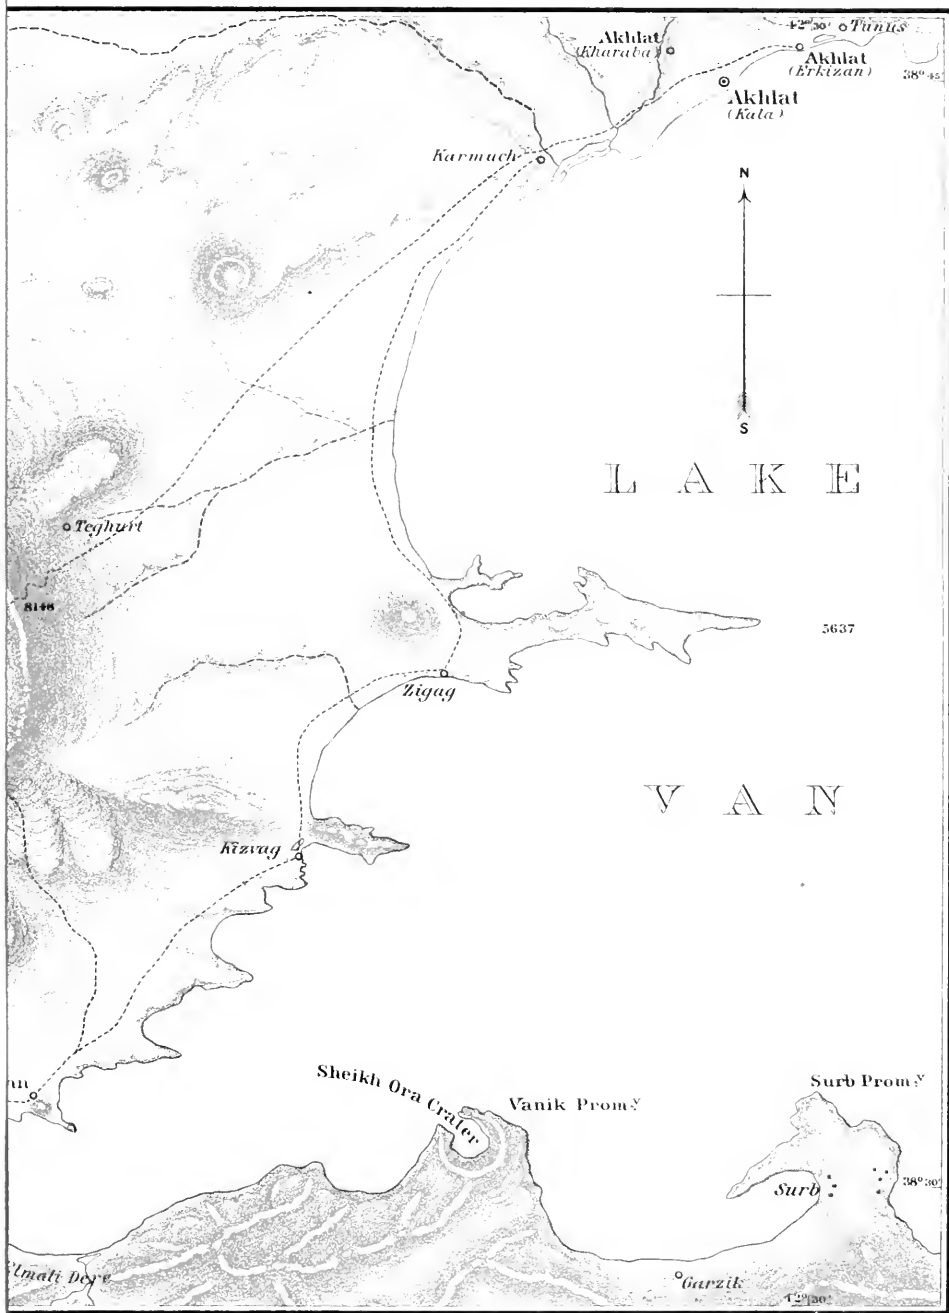 42° 30'
Tunus
Akhlat
(Kharaba)
Akhlat
(Erkizan)
38° 45'
Akhlat
(Kala)
Karmuch
N
S
LAKE
Teghurt
8148
5637
Zigag
VAN
Kizvag
an
Sheikh Ora Crater
Vanik Prom.y
Surb Prom.y
Surb
38° 30'
Elmali Dere
Garzik
42° 30'